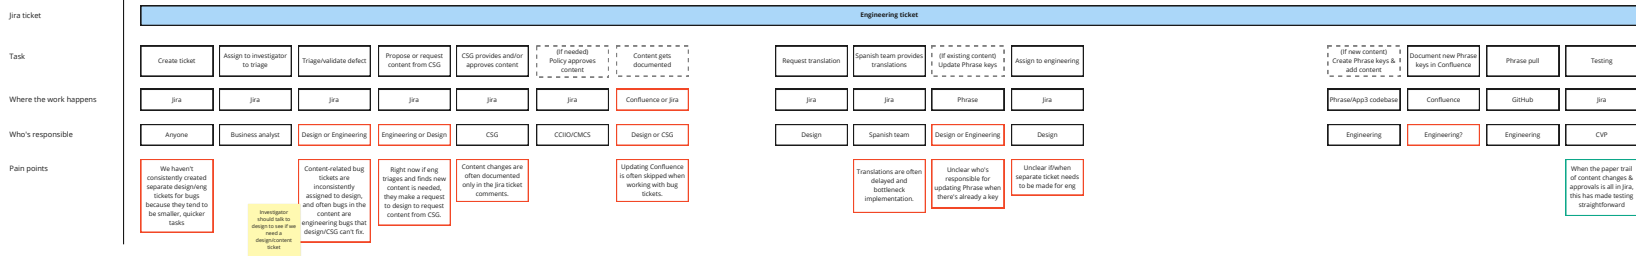 Jira ticket
Engineering ticket
Task
Create ticket
Assign to investigator
to triage
Triage/validate defect
Propose or request
content from CSG
CSG provides and/or
approves content
(If needed)
Policy approves
content
Content gets
documented
Request translation
Spanish team provides
translations
(If existing content)
Update Phrase keys
Assign to engineering
(If new content)
Create Phrase keys &
add content
Document new Phrase
keys in Confluence
Phrase pull
Testing
Where the work happens
Jira
Jira
Jira
Jira
Jira
Jira
Confluence or Jira
Jira
Jira
Phrase
Jira
Phrase/App3 codebase
Confluence
GitHub
Jira
Who's responsible
Anyone
Business analyst
Design or Engineering
Engineering or Design
CSG
CCIIO/CMCS
Design or CSG
Design
Spanish team
Design or Engineering
Design
Engineering
Engineering?
Engineering
CVP
Pain points
We haven't
consistently created
separate design/eng
tickets for bugs
because they tend to
be smaller, quicker
tasks
Investigator
should talk to
design to see if we
need a
design/content
ticket
Content-related bug
tickets are
inconsistently
assigned to design,
and often bugs in the
content are
engineering bugs that
design/CSG can't fix.
Right now if eng
triages and finds new
content is needed,
they make a request
to design to request
content from CSG.
Content changes are
often documented
only in the Jira ticket
comments.
Updating Confluence
is often skipped when
working with bug
tickets.
Translations are often
delayed and
bottleneck
implementation.
Unclear who's
responsible for
updating Phrase when
there's already a key
Unclear if/when
separate ticket needs
to be made for eng
When the paper trail
of content changes &
approvals is all in Jira,
this has made testing
straightforward